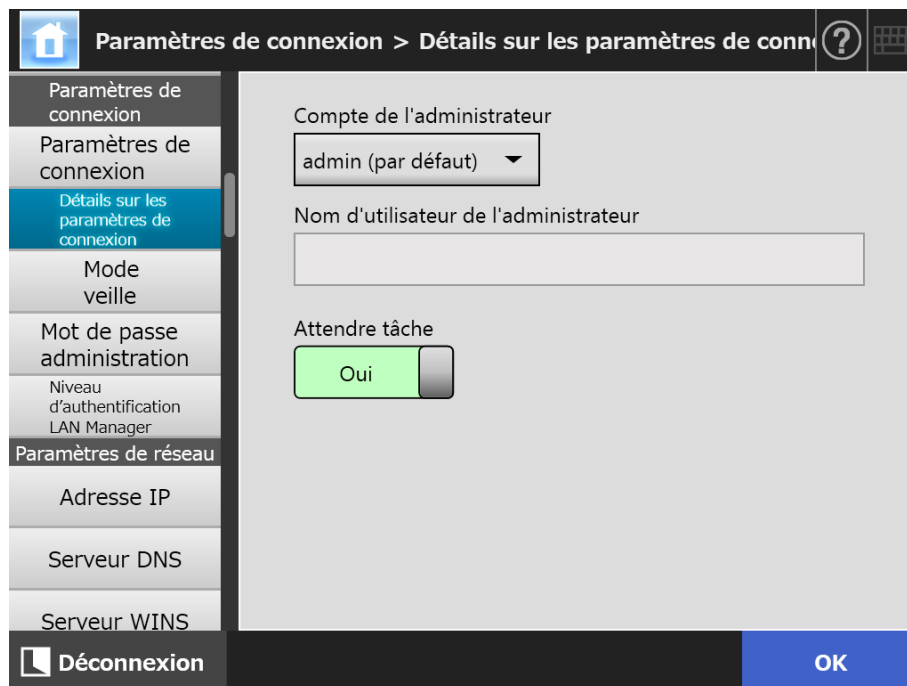 Paramètres de connexion > Détails sur les paramètres de conn
?
Paramètres de
connexion
Paramètres de
connexion
Détails sur les
paramètres de
connexion
Mode
veille
Mot de passe
administration
Niveau
d’authentification
LAN Manager
Paramètres de réseau
Adresse IP
Serveur DNS
Serveur WINS
Compte de l'administrateur
admin (par défaut)
Nom d'utilisateur de l'administrateur
Attendre tâche
Oui
Déconnexion
OK